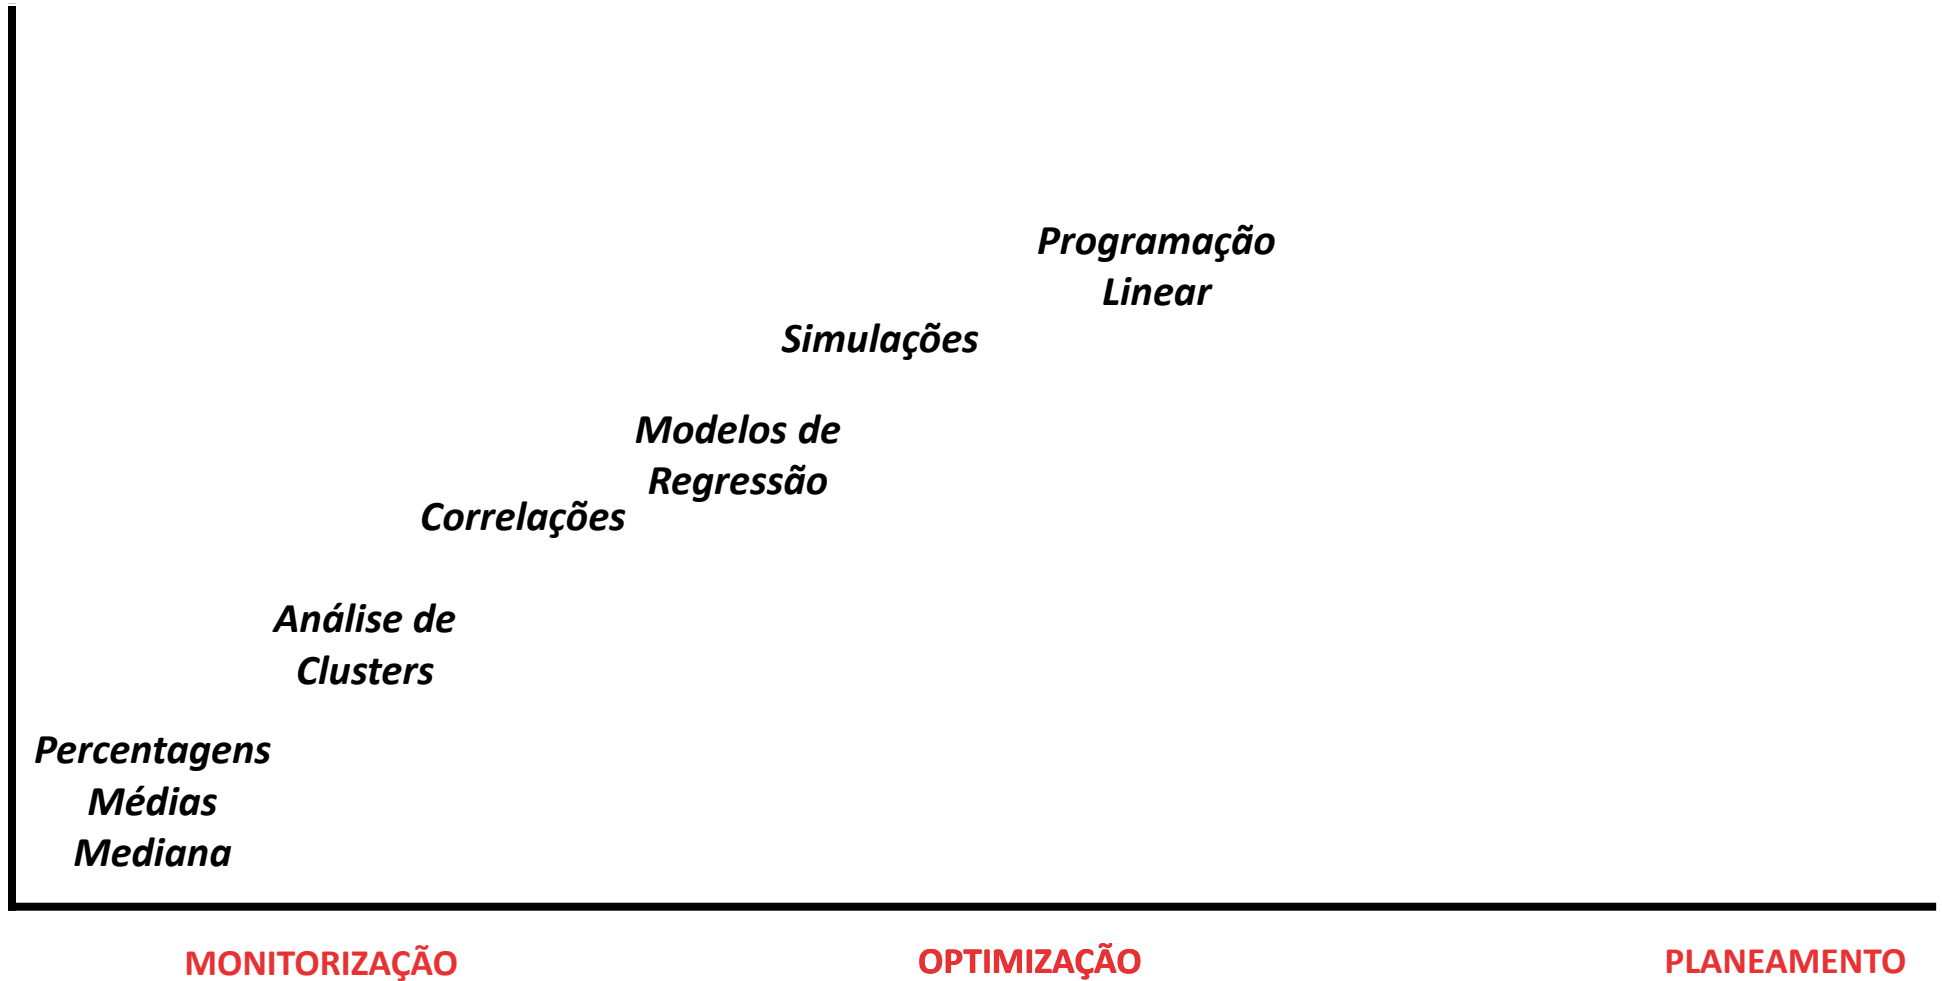 Programação
Linear
Simulações
Modelos de
Regressão
Correlações
Análise de
Clusters
Percentagens
Médias
Mediana
MONITORIZAÇÃO
OPTIMIZAÇÃO
PLANEAMENTO